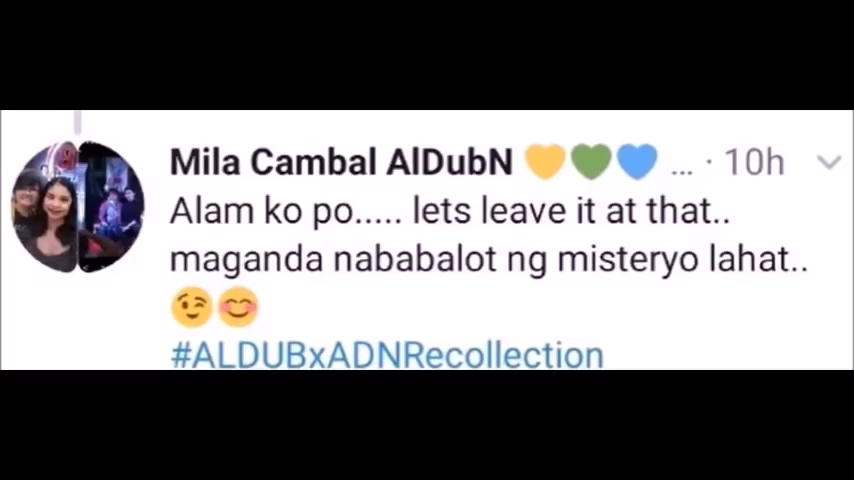 Mila Cambal AlDubN 💛💚💙 ... · 10h
Alam ko po..... lets leave it at that..
maganda nababalot ng misteryo lahat..
😉😊
#ALDUBxADNRecollection